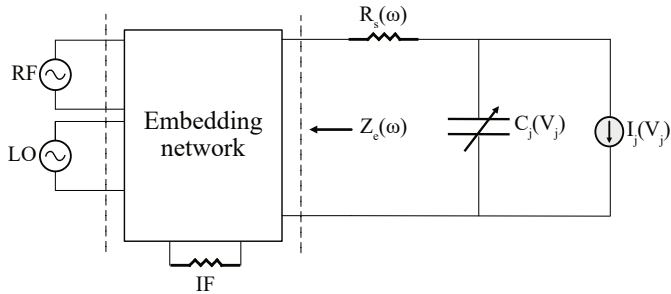 R_s(ω)
RF
Embedding
network
Z_e(ω)
C_j(V_j)
I_j(V_j)
LO
IF